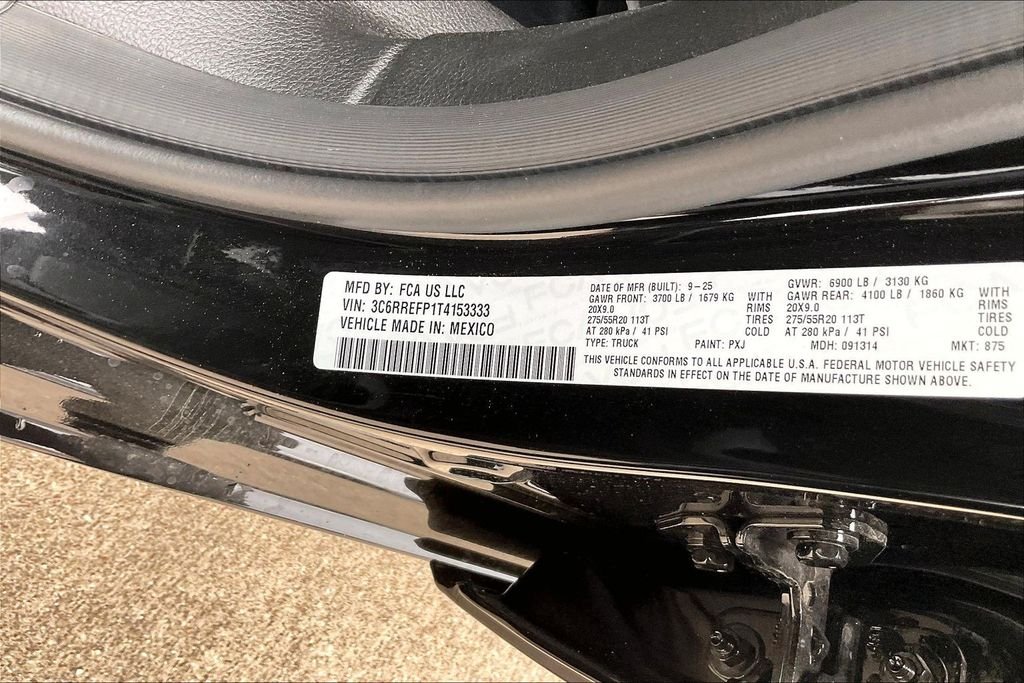 MFD BY: FCA US LLC
VIN: 3C6RREFP1T4153333
VEHICLE MADE IN: MEXICO
DATE OF MFR (BUILT): 9-25
GVWR: 6900 LB / 3130 KG
GAWR FRONT: 3700 LB / 1679 KG WITH
GAWR REAR: 4100 LB / 1860 KG WITH
20X9.0 RIMS
20X9.0 RIMS
275/55R20 113T TIRES
275/55R20 113T TIRES
AT 280 kPa / 41 PSI COLD
AT 280 kPa / 41 PSI COLD
TYPE: TRUCK PAINT: PXJ MDH: 091314 MKT: 875
THIS VEHICLE CONFORMS TO ALL APPLICABLE U.S.A. FEDERAL MOTOR VEHICLE SAFETY
STANDARDS IN EFFECT ON THE DATE OF MANUFACTURE SHOWN ABOVE.